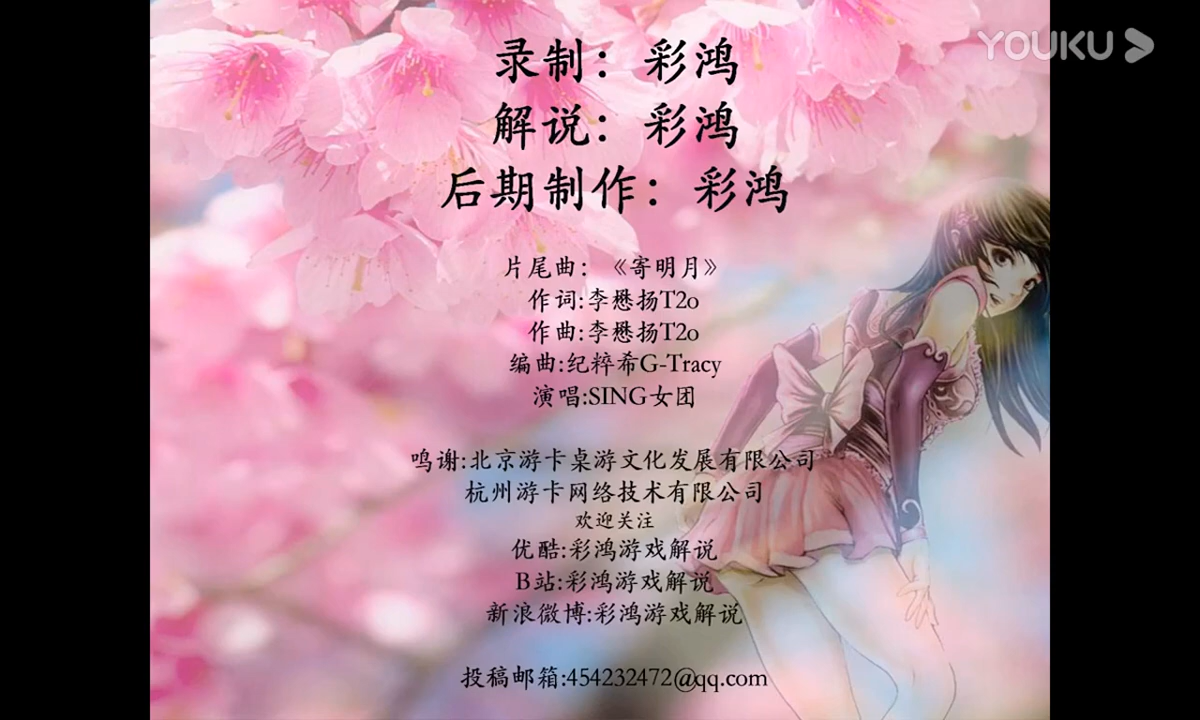 YOUKU
录制：彩鸿
解说：彩鸿
后期制作：彩鸿
片尾曲：《寄明月》
作词:李懋扬T2o
作曲:李懋扬T2o
编曲:纪粹希G-Tracy
演唱:SING女团
鸣谢:北京游卡桌游文化发展有限公司
杭州游卡网络技术有限公司
欢迎关注
优酷:彩鸿游戏解说
B站:彩鸿游戏解说
新浪微博:彩鸿游戏解说
投稿邮箱:454232472@qq.com